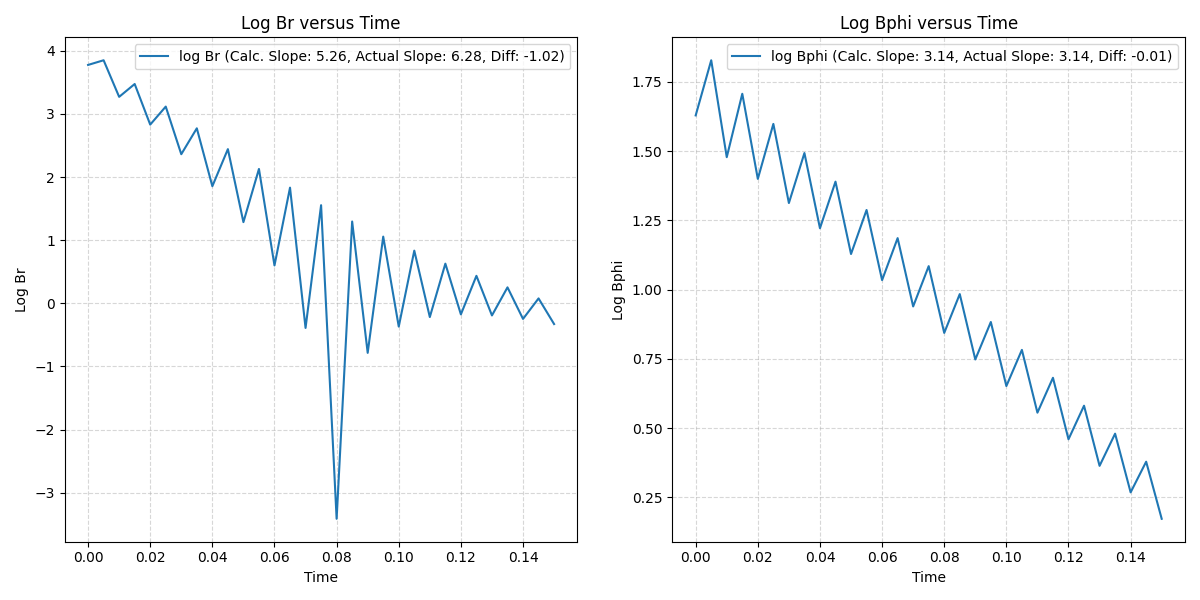 Log Br versus Time
log Br (Calc. Slope: 5.26, Actual Slope: 6.28, Diff: -1.02)
Log Br
4
3
2
1
0
−1
−2
−3
0.00 0.02 0.04 0.06 0.08 0.10 0.12 0.14
Time
Log Bphi versus Time
log Bphi (Calc. Slope: 3.14, Actual Slope: 3.14, Diff: -0.01)
Log Bphi
1.75
1.50
1.25
1.00
0.75
0.50
0.25
0.00 0.02 0.04 0.06 0.08 0.10 0.12 0.14
Time